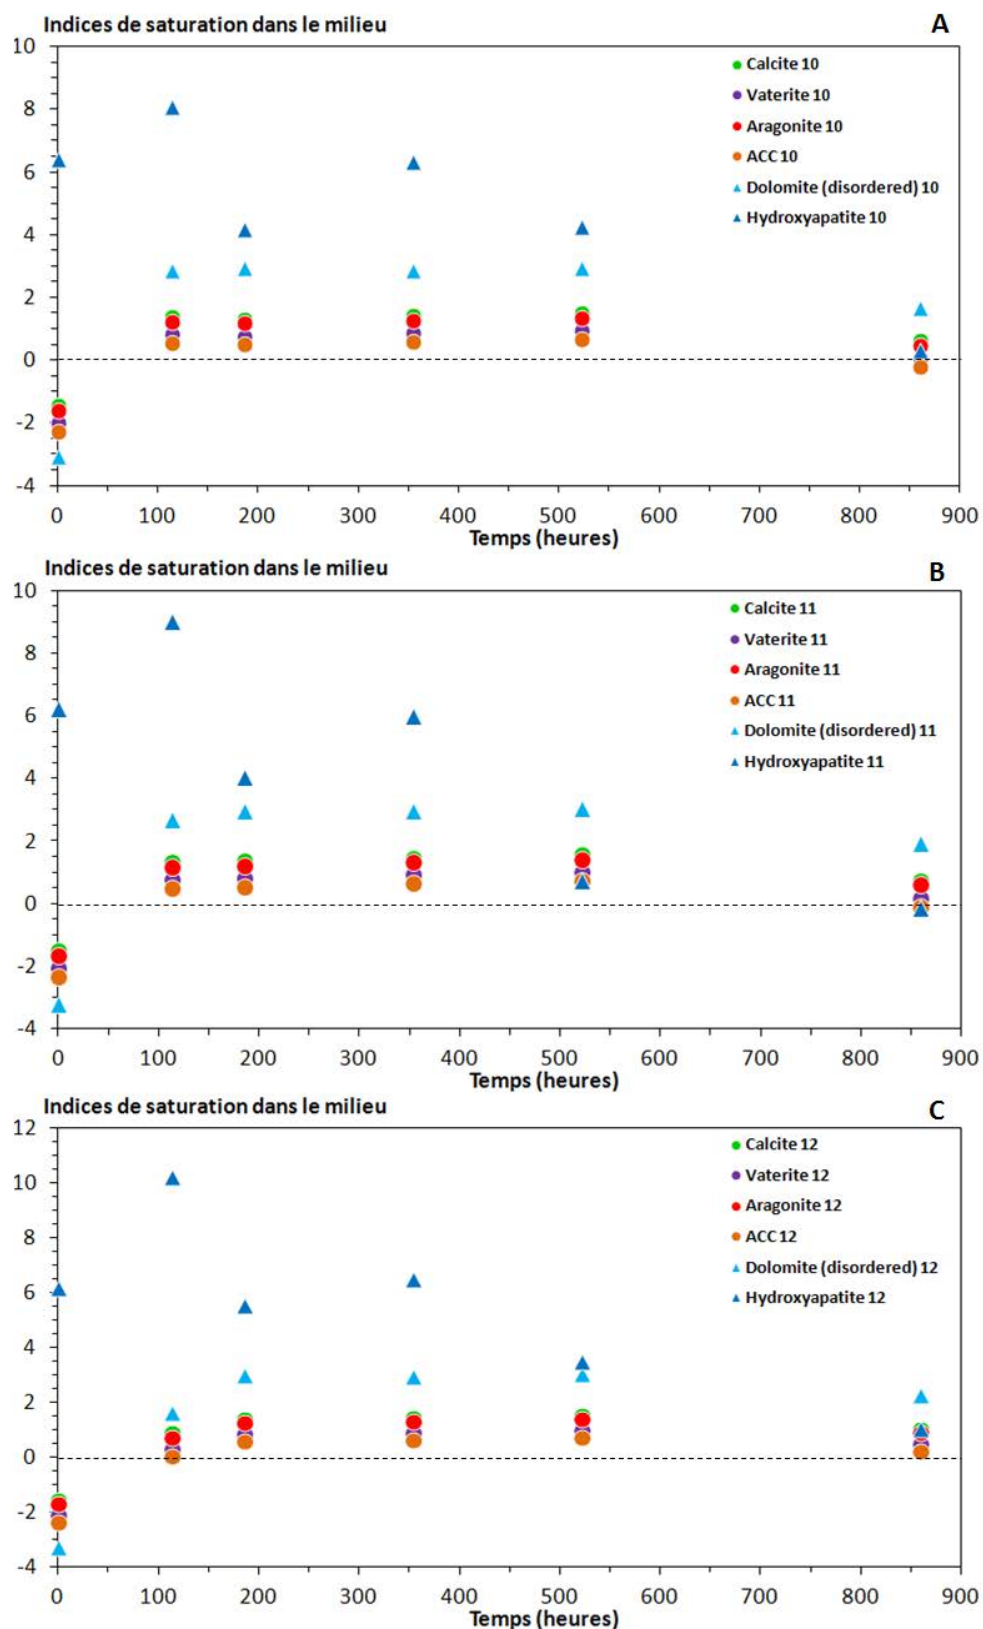 Indices de saturation dans le milieu
A
10
8
6
4
2
0
-2
-4
Calcite 10
Vaterite 10
Aragonite 10
ACC 10
Dolomite (disordered) 10
Hydroxyapatite 10
0 100 200 300 400 500 600 700 800 900
Temps (heures)
Indices de saturation dans le milieu
B
10
8
6
4
2
0
-2
-4
Calcite 11
Vaterite 11
Aragonite 11
ACC 11
Dolomite (disordered) 11
Hydroxyapatite 11
0 100 200 300 400 500 600 700 800 900
Temps (heures)
Indices de saturation dans le milieu
C
12
10
8
6
4
2
0
-2
-4
Calcite 12
Vaterite 12
Aragonite 12
ACC 12
Dolomite (disordered) 12
Hydroxyapatite 12
0 100 200 300 400 500 600 700 800 900
Temps (heures)